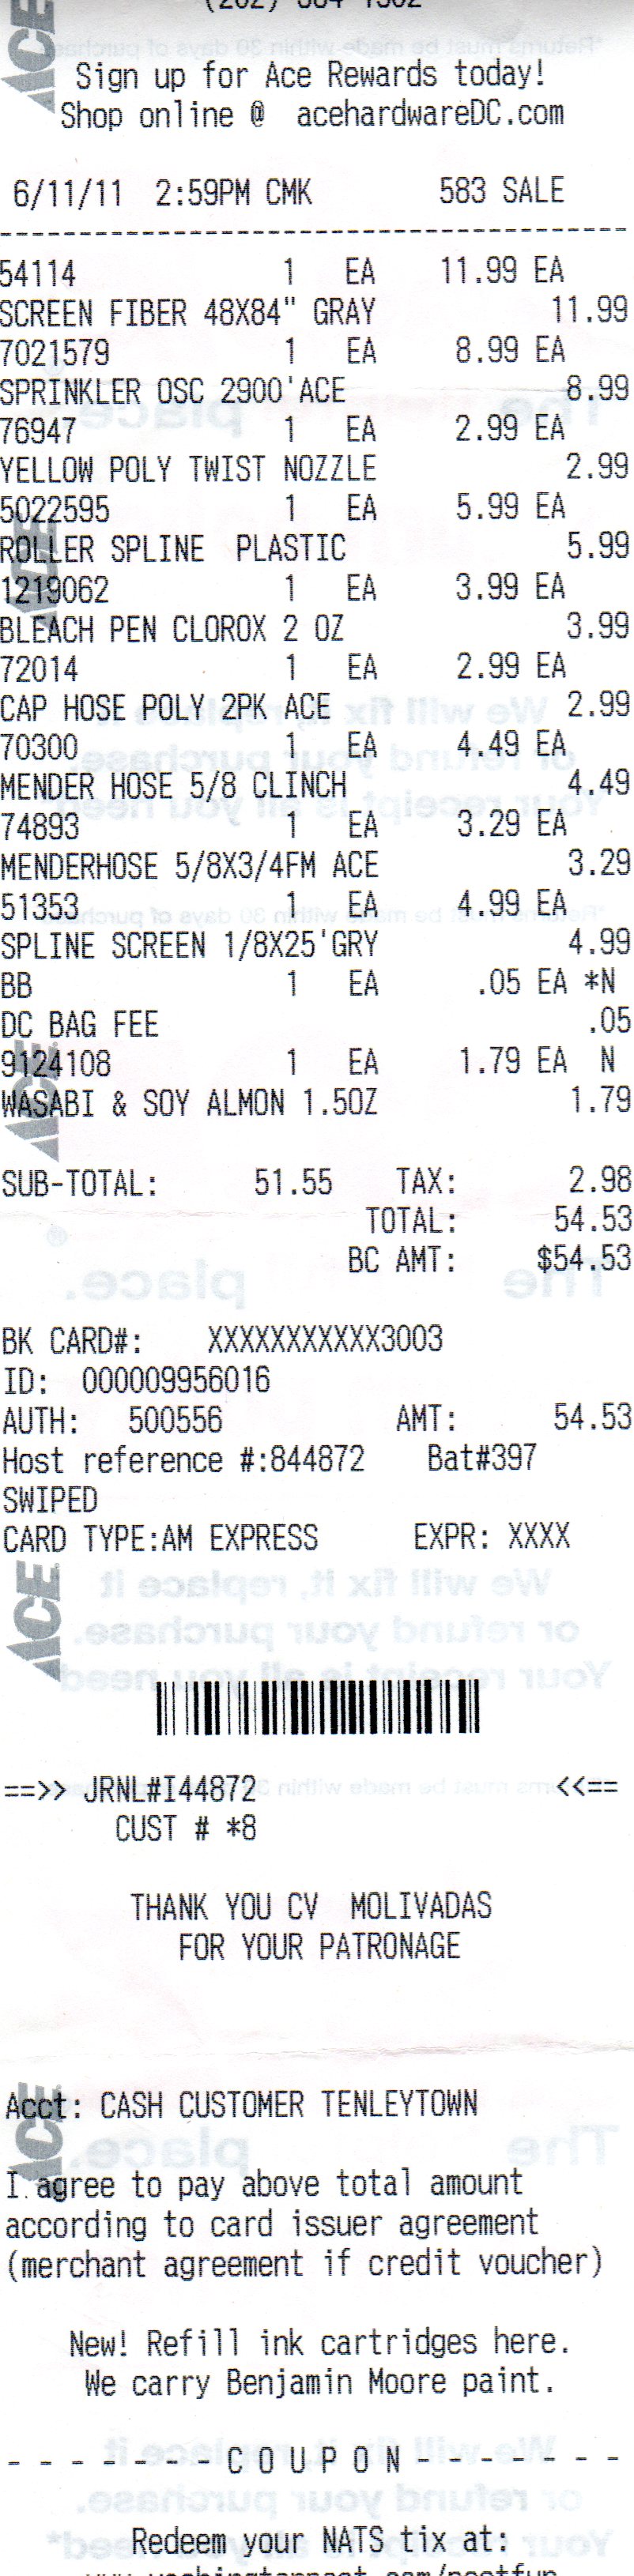 Sign up for Ace Rewards today!
Shop online @ acehardwareDC.com
6/11/11 2:59PM CMK 583 SALE
----------------------------------------
54114 1 EA 11.99 EA
SCREEN FIBER 48X84" GRAY 11.99
7021579 1 EA 8.99 EA
SPRINKLER OSC 2900'ACE 8.99
76947 1 EA 2.99 EA
YELLOW POLY TWIST NOZZLE 2.99
5022595 1 EA 5.99 EA
ROLLER SPLINE PLASTIC 5.99
1219062 1 EA 3.99 EA
BLEACH PEN CLOROX 2 OZ 3.99
72014 1 EA 2.99 EA
CAP HOSE POLY 2PK ACE 2.99
70300 1 EA 4.49 EA
MENDER HOSE 5/8 CLINCH 4.49
74893 1 EA 3.29 EA
MENDERHOSE 5/8X3/4FM ACE 3.29
51353 1 EA 4.99 EA
SPLINE SCREEN 1/8X25'GRY 4.99
BB 1 EA .05 EA *N
DC BAG FEE .05
9124108 1 EA 1.79 EA N
WASABI & SOY ALMON 1.5OZ 1.79
SUB-TOTAL: 51.55 TAX: 2.98
TOTAL: 54.53
BC AMT: $54.53
BK CARD#: XXXXXXXXXXX3003
ID: 000009956016
AUTH: 500556 AMT: 54.53
Host reference #:844872 Bat#397
SWIPED
CARD TYPE:AM EXPRESS EXPR: XXXX
==>> JRNL#I44872 <<==
CUST # *8
THANK YOU CV MOLIVADAS
FOR YOUR PATRONAGE
Acct: CASH CUSTOMER TENLEYTOWN
I agree to pay above total amount
according to card issuer agreement
(merchant agreement if credit voucher)
New! Refill ink cartridges here.
We carry Benjamin Moore paint.
- - - - - - - - C O U P O N - - - - - - - -
Redeem your NATS tix at: